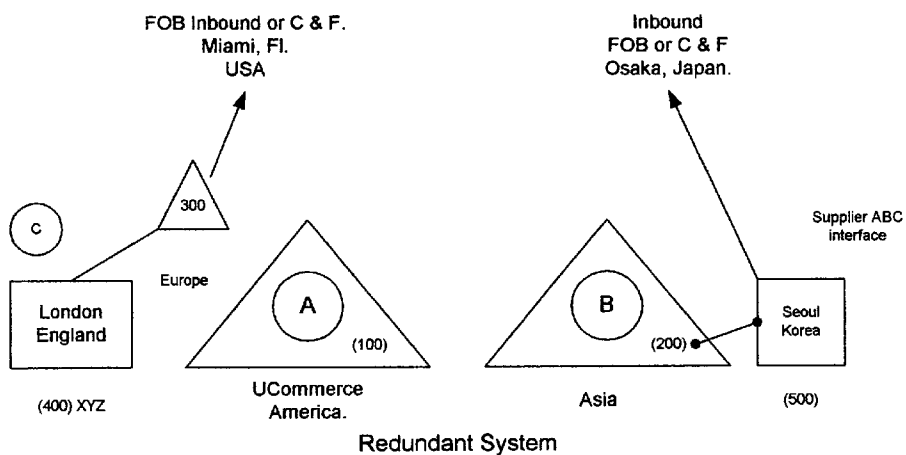 FOB Inbound or C & F.
Miami, Fl.
USA
Inbound
FOB or C & F
Osaka, Japan.
300
C
Supplier ABC
interface
Europe
London
England
A
(100)
B
(200)
Seoul
Korea
(400) XYZ
UCommerce
America.
Asia
(500)
Redundant System